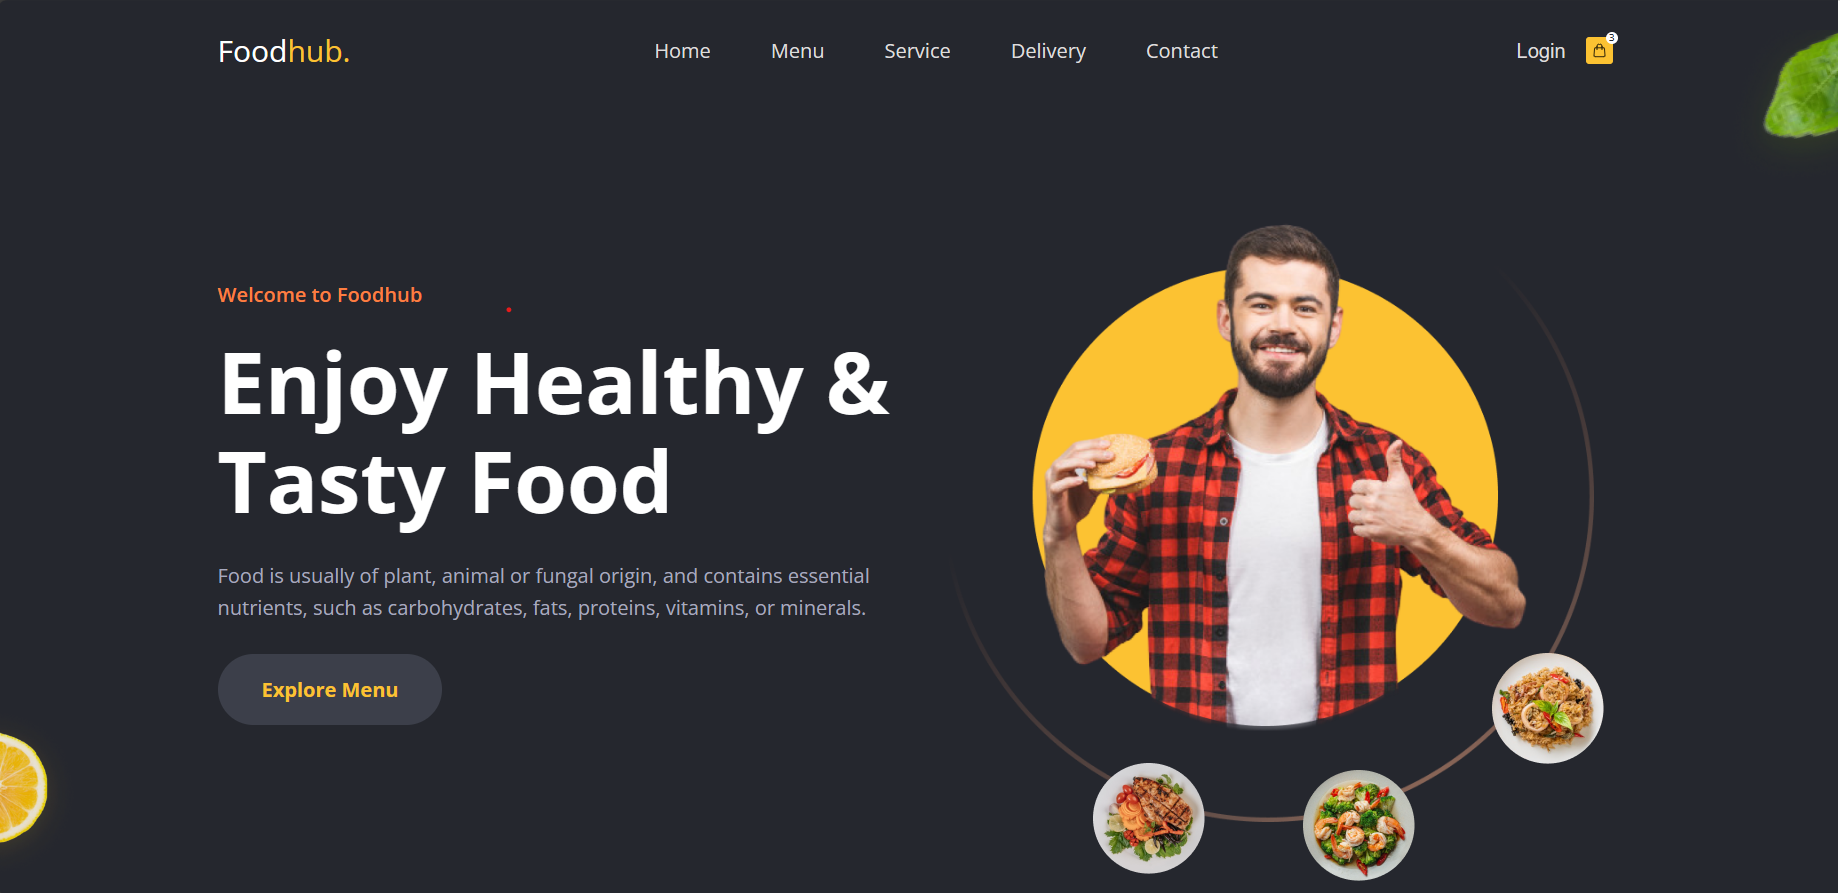 Foodhub.
Home Menu Service Delivery Contact
Login 3
Welcome to Foodhub
Enjoy Healthy &
Tasty Food
Food is usually of plant, animal or fungal origin, and contains essential
nutrients, such as carbohydrates, fats, proteins, vitamins, or minerals.
Explore Menu